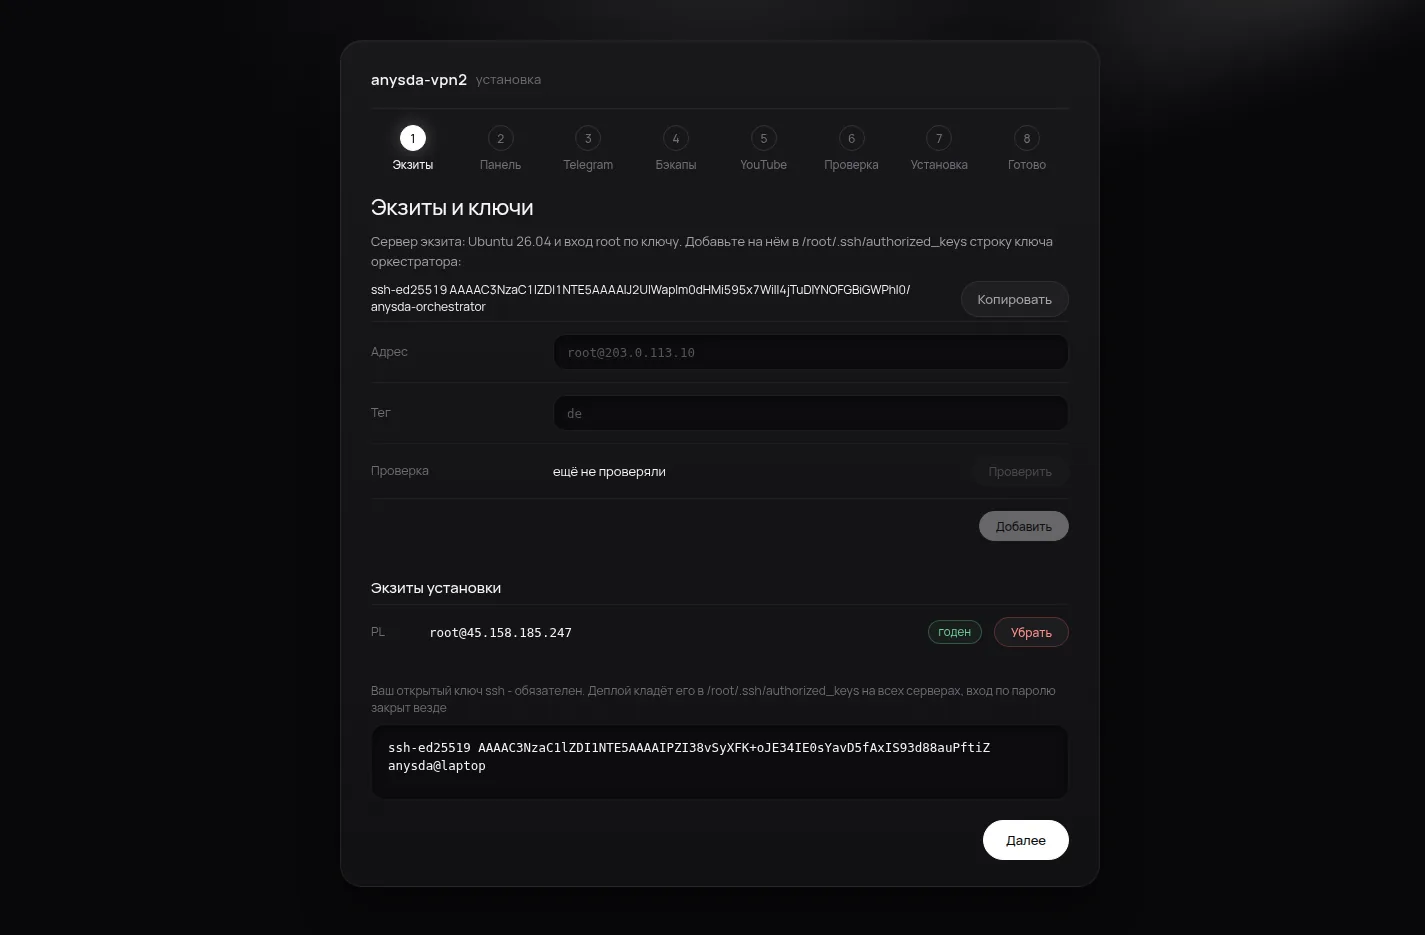 anysda-vpn2 установка
1 2 3 4 5 6 7 8
Экзиты Панель Telegram Бэкапы YouTube Проверка Установка Готово
Экзиты и ключи
Сервер экзита: Ubuntu 26.04 и вход root по ключу. Добавьте на нём в /root/.ssh/authorized_keys строку ключа
оркестратора:
ssh-ed25519 AAAAC3NzaC1lZDI1NTE5AAAAIJ2UIWaplm0dHMi595x7Will4jTuDlYNOFGBiGWPhI0/
anysda-orchestrator
Копировать
Адрес root@203.0.113.10
Тег de
Проверка ещё не проверяли Проверить
Добавить
Экзиты установки
PL root@45.158.185.247 годен Убрать
Ваш открытый ключ ssh - обязателен. Деплой кладёт его в /root/.ssh/authorized_keys на всех серверах, вход по паролю
закрыт везде
ssh-ed25519 AAAAC3NzaC1lZDI1NTE5AAAAIPZI38vSyXFK+oJE34IE0sYavD5fAxIS93d88auPftiZ
anysda@laptop
Далее